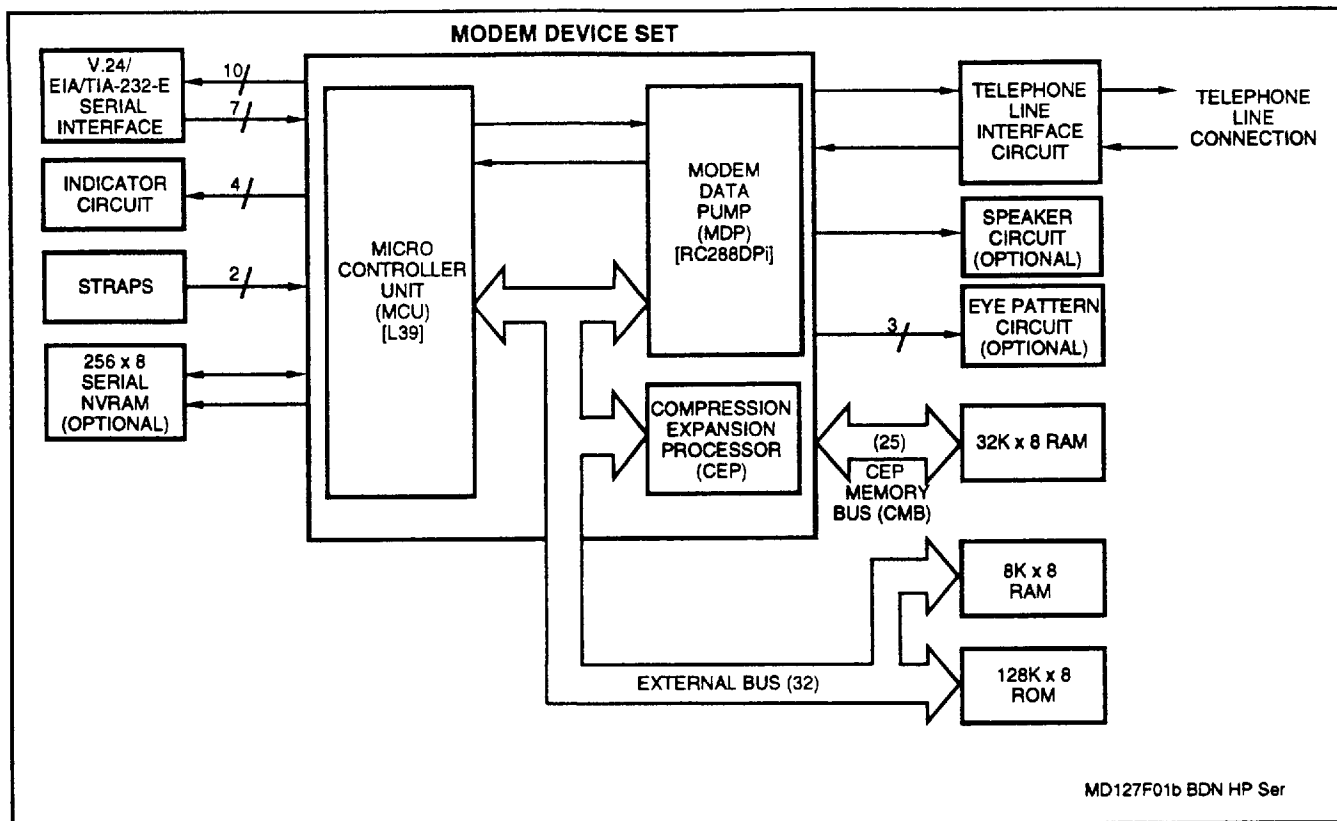 MODEM DEVICE SET
V.24/
EIA/TIA-232-E
SERIAL
INTERFACE
10
7
INDICATOR
CIRCUIT
4
STRAPS
2
256 x 8
SERIAL
NVRAM
(OPTIONAL)
MICRO
CONTROLLER
UNIT
(MCU)
[L39]
MODEM
DATA
PUMP
(MDP)
[RC288DPi]
COMPRESSION
EXPANSION
PROCESSOR
(CEP)
TELEPHONE
LINE
INTERFACE
CIRCUIT
TELEPHONE
LINE
CONNECTION
SPEAKER
CIRCUIT
(OPTIONAL)
3
EYE PATTERN
CIRCUIT
(OPTIONAL)
(25)
CEP
MEMORY
BUS (CMB)
32K x 8 RAM
8K x 8
RAM
EXTERNAL BUS (32)
128K x 8
ROM
MD127F01b BDN HP Ser